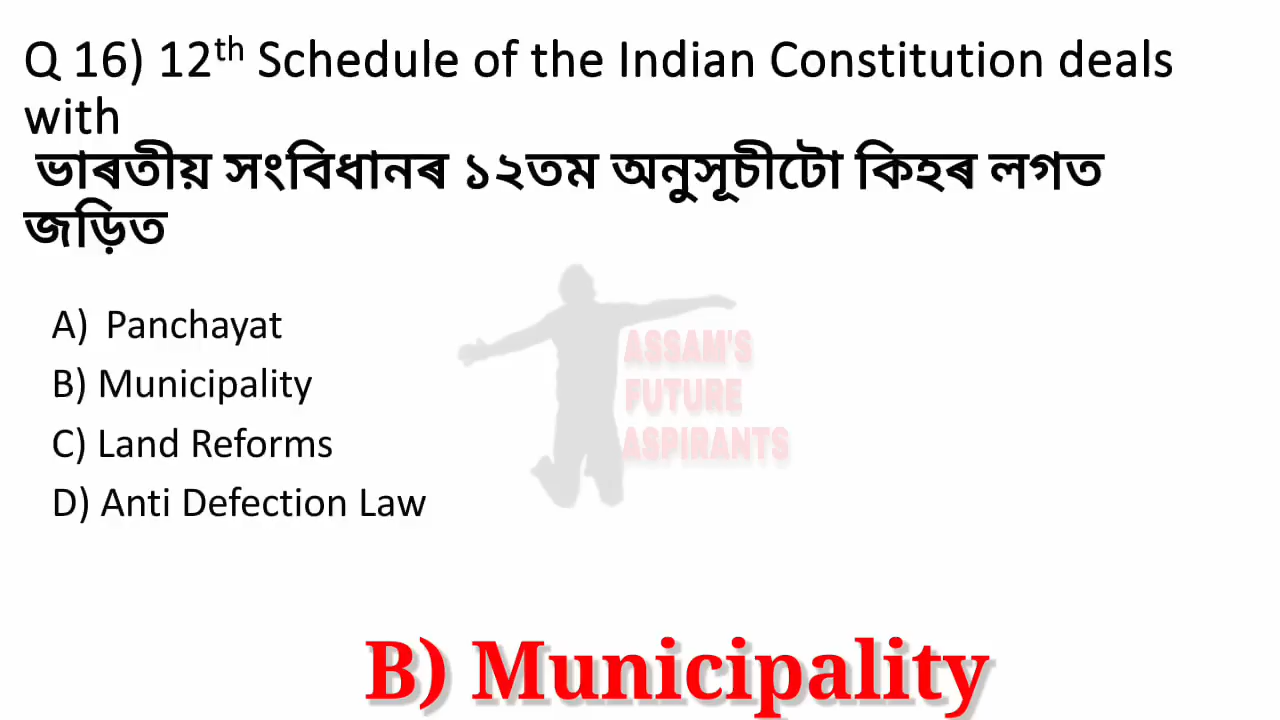 Q 16) 12th Schedule of the Indian Constitution deals
with
ভাৰতীয় সংবিধানৰ ১২তম অনুসূচীটো কিহৰ লগত
জড়িত
A) Panchayat
B) Municipality
C) Land Reforms
D) Anti Defection Law
ASSAM'S
FUTURE
ASPIRANTS
B) Municipality